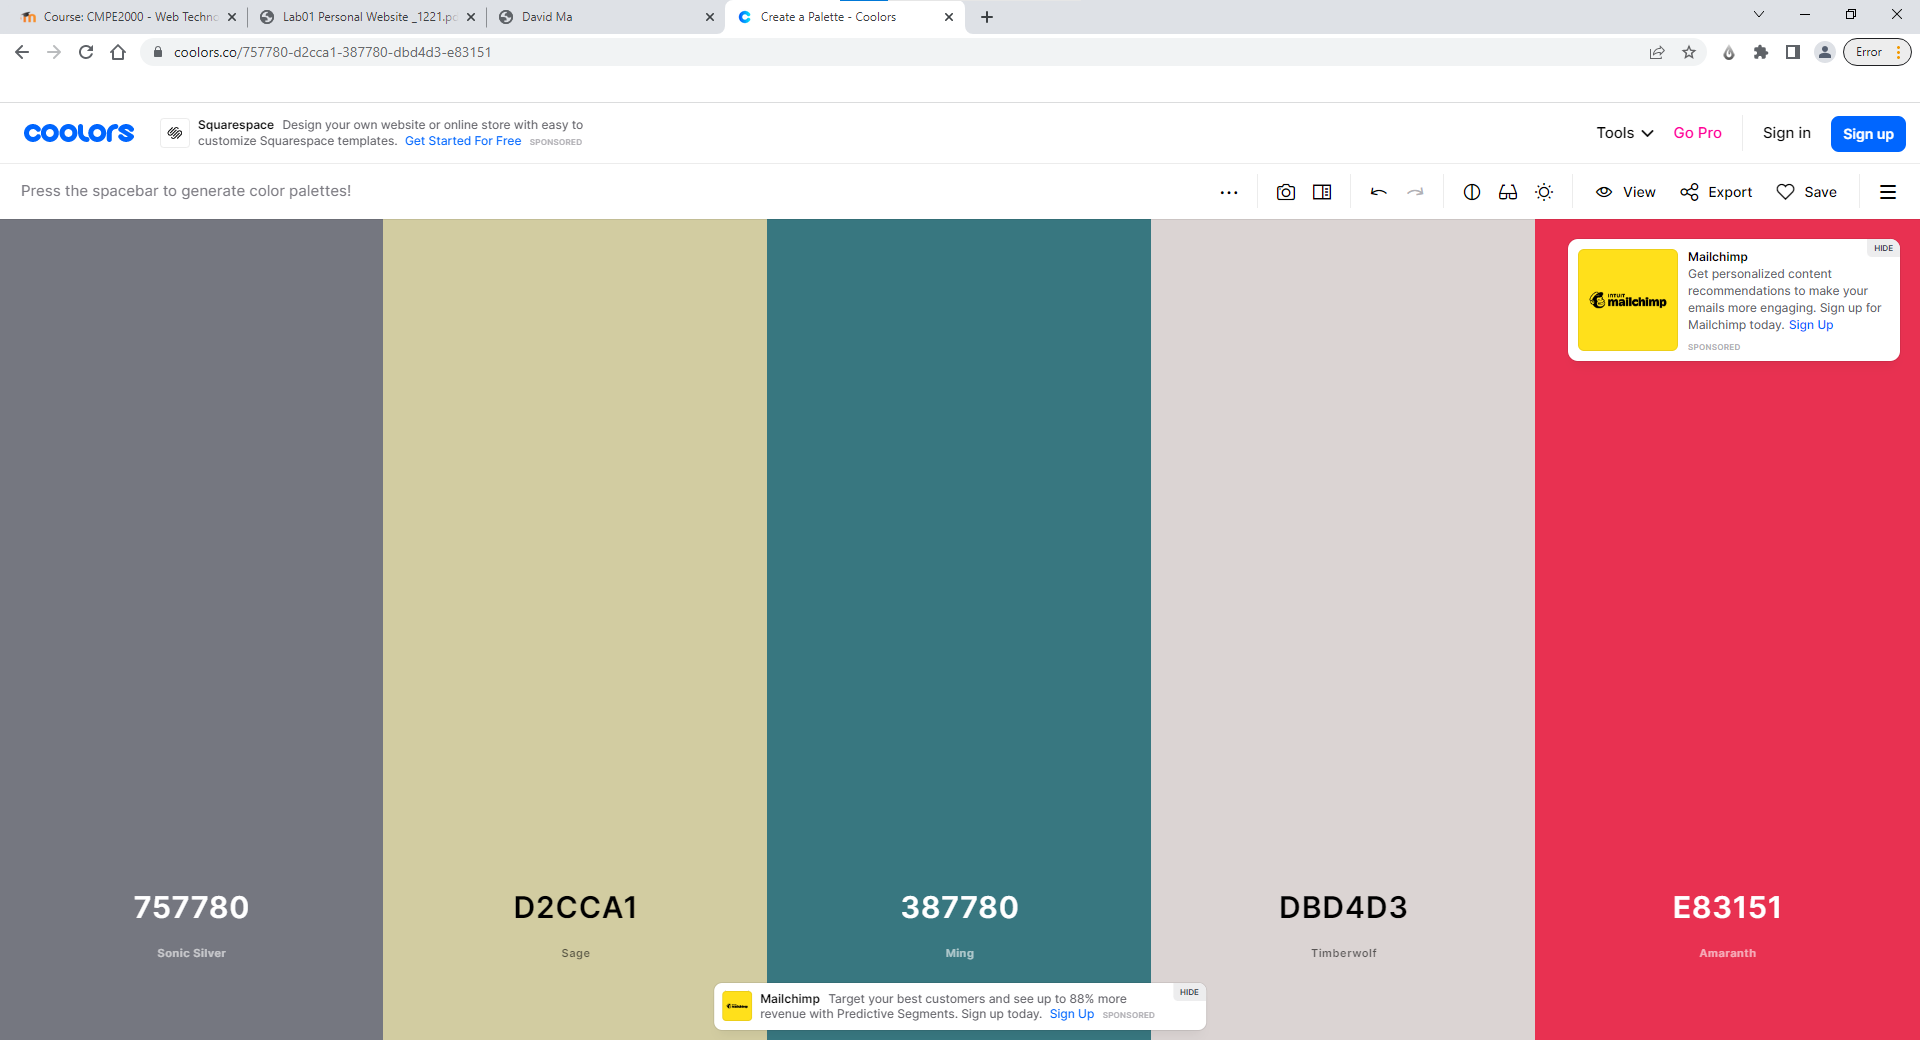 Course: CMPE2000 - Web Techno
Lab01 Personal Website _1221.pd
David Ma
Create a Palette - Coolors
coolors.co/757780-d2cca1-387780-dbd4d3-e83151
Error
coolors
Squarespace Design your own website or online store with easy to
customize Squarespace templates. Get Started For Free SPONSORED
Tools
Go Pro
Sign in
Sign up
Press the spacebar to generate color palettes!
View
Export
Save
HIDE
Mailchimp
Get personalized content
recommendations to make your
emails more engaging. Sign up for
Mailchimp today. Sign Up
SPONSORED
INTUIT
mailchimp
757780
Sonic Silver
D2CCA1
Sage
387780
Ming
DBD4D3
Timberwolf
E83151
Amaranth
HIDE
Mailchimp Target your best customers and see up to 88% more
revenue with Predictive Segments. Sign up today. Sign Up SPONSORED